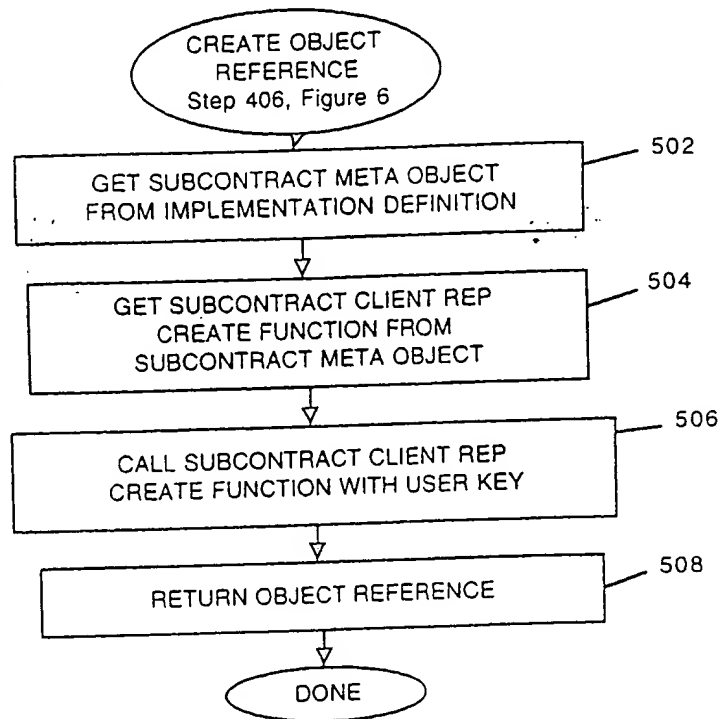 CREATE OBJECT
REFERENCE
Step 406, Figure 6
502
GET SUBCONTRACT META OBJECT
FROM IMPLEMENTATION DEFINITION
504
GET SUBCONTRACT CLIENT REP
CREATE FUNCTION FROM
SUBCONTRACT META OBJECT
506
CALL SUBCONTRACT CLIENT REP
CREATE FUNCTION WITH USER KEY
508
RETURN OBJECT REFERENCE
DONE